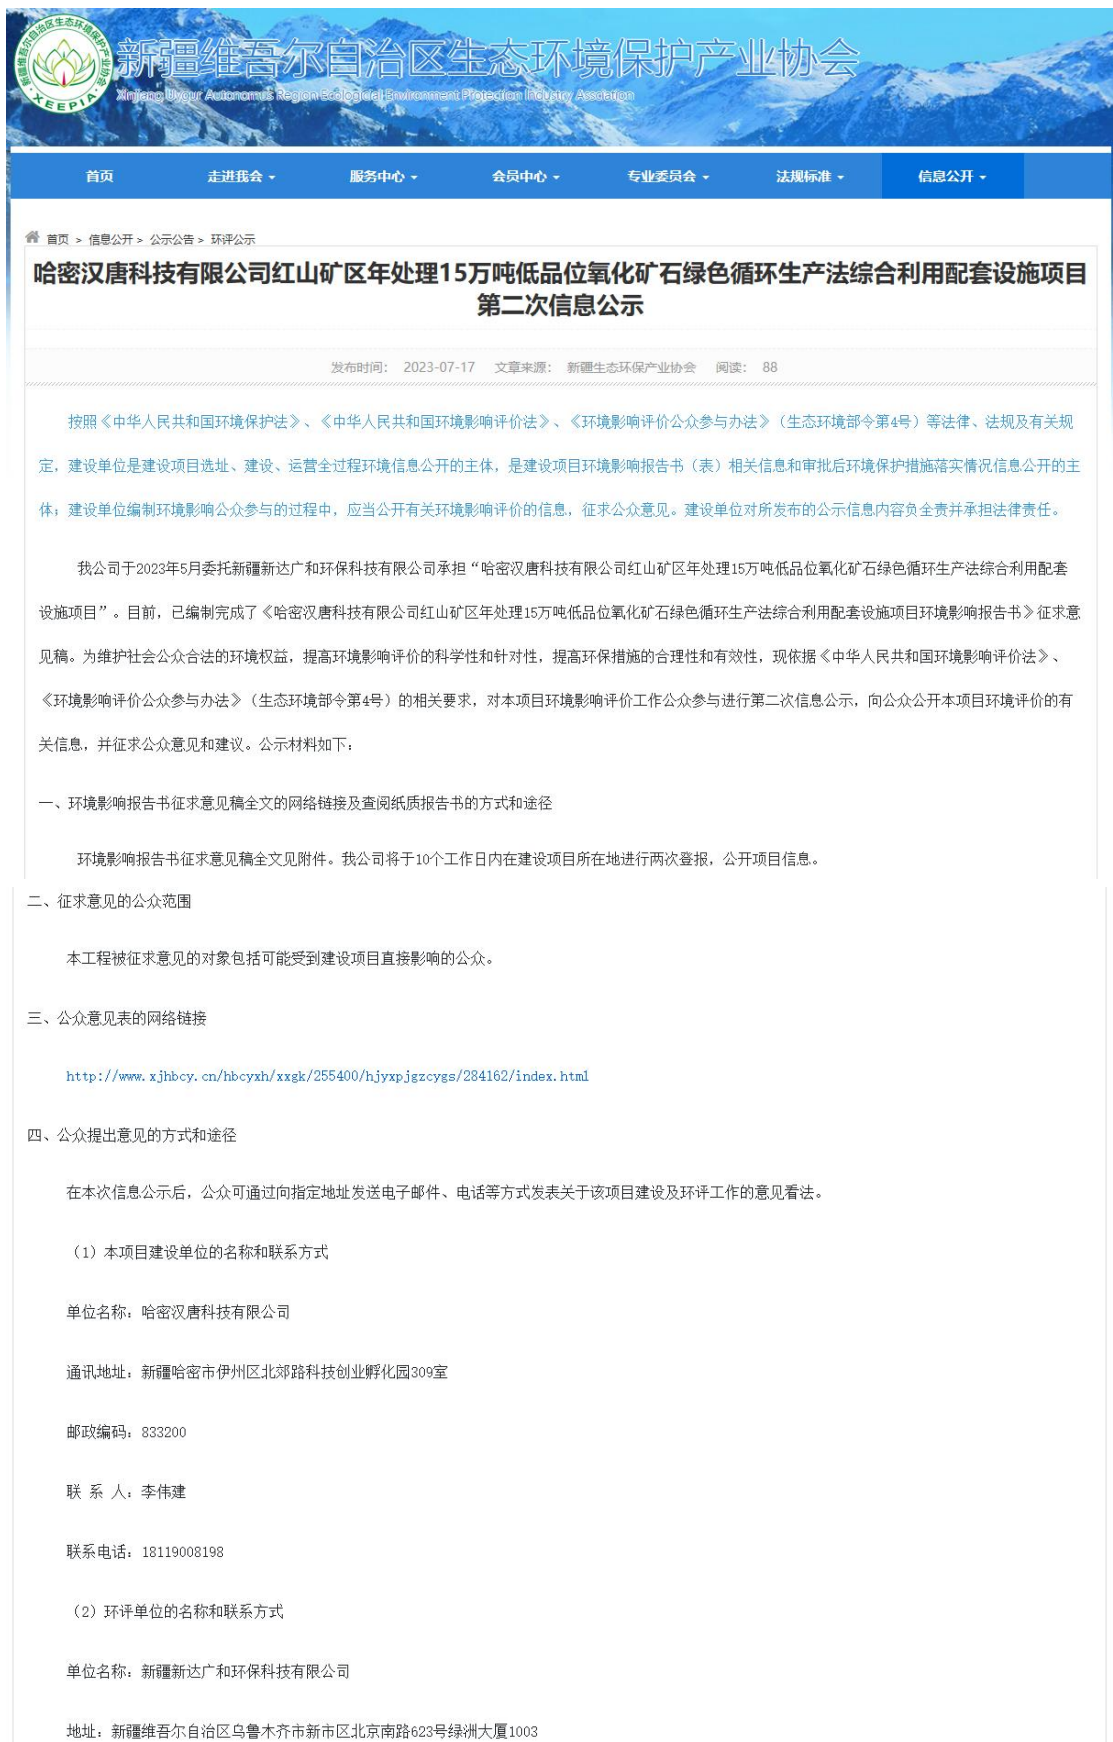 新疆维吾尔自治区生态环境保护产业协会
XEEPIA
新疆维吾尔自治区生态环境保护产业协会
Xinjiang Uygur Autonomus Region Ecological Environment Protection Industry Assciation
首页 走进我会 服务中心 会员中心 专业委员会 法规标准 信息公开
首页 > 信息公开 > 公示公告 > 环评公示
哈密汉唐科技有限公司红山矿区年处理15万吨低品位氧化矿石绿色循环生产法综合利用配套设施项目
第二次信息公示
发布时间： 2023-07-17 文章来源： 新疆生态环保产业协会 阅读： 88
按照《中华人民共和国环境保护法》、《中华人民共和国环境影响评价法》、《环境影响评价公众参与办法》（生态环境部令第4号）等法律、法规及有关规
定，建设单位是建设项目选址、建设、运营全过程环境信息公开的主体，是建设项目环境影响报告书（表）相关信息和审批后环境保护措施落实情况信息公开的主
体；建设单位编制环境影响公众参与的过程中，应当公开有关环境影响评价的信息，征求公众意见。建设单位对所发布的公示信息内容负全责并承担法律责任。
我公司于2023年5月委托新疆新达广和环保科技有限公司承担“哈密汉唐科技有限公司红山矿区年处理15万吨低品位氧化矿石绿色循环生产法综合利用配套
设施项目”。目前，已编制完成了《哈密汉唐科技有限公司红山矿区年处理15万吨低品位氧化矿石绿色循环生产法综合利用配套设施项目环境影响报告书》征求意
见稿。为维护社会公众合法的环境权益，提高环境影响评价的科学性和针对性，提高环保措施的合理性和有效性，现依据《中华人民共和国环境影响评价法》、
《环境影响评价公众参与办法》（生态环境部令第4号）的相关要求，对本项目环境影响评价工作公众参与进行第二次信息公示，向公众公开本项目环境评价的有
关信息，并征求公众意见和建议。公示材料如下：
一、环境影响报告书征求意见稿全文的网络链接及查阅纸质报告书的方式和途径
环境影响报告书征求意见稿全文见附件。我公司将于10个工作日内在建设项目所在地进行两次登报，公开项目信息。
二、征求意见的公众范围
本工程被征求意见的对象包括可能受到建设项目直接影响的公众。
三、公众意见表的网络链接
http://www.xjhbcy.cn/hbcyxh/xxgk/255400/hjyxpjgzcygs/284162/index.html
四、公众提出意见的方式和途径
在本次信息公示后，公众可通过向指定地址发送电子邮件、电话等方式发表关于该项目建设及环评工作的意见看法。
（1）本项目建设单位的名称和联系方式
单位名称：哈密汉唐科技有限公司
通讯地址：新疆哈密市伊州区北郊路科技创业孵化园309室
邮政编码：833200
联 系 人：李伟建
联系电话：18119008198
（2）环评单位的名称和联系方式
单位名称：新疆新达广和环保科技有限公司
地址：新疆维吾尔自治区乌鲁木齐市新市区北京南路623号绿洲大厦1003